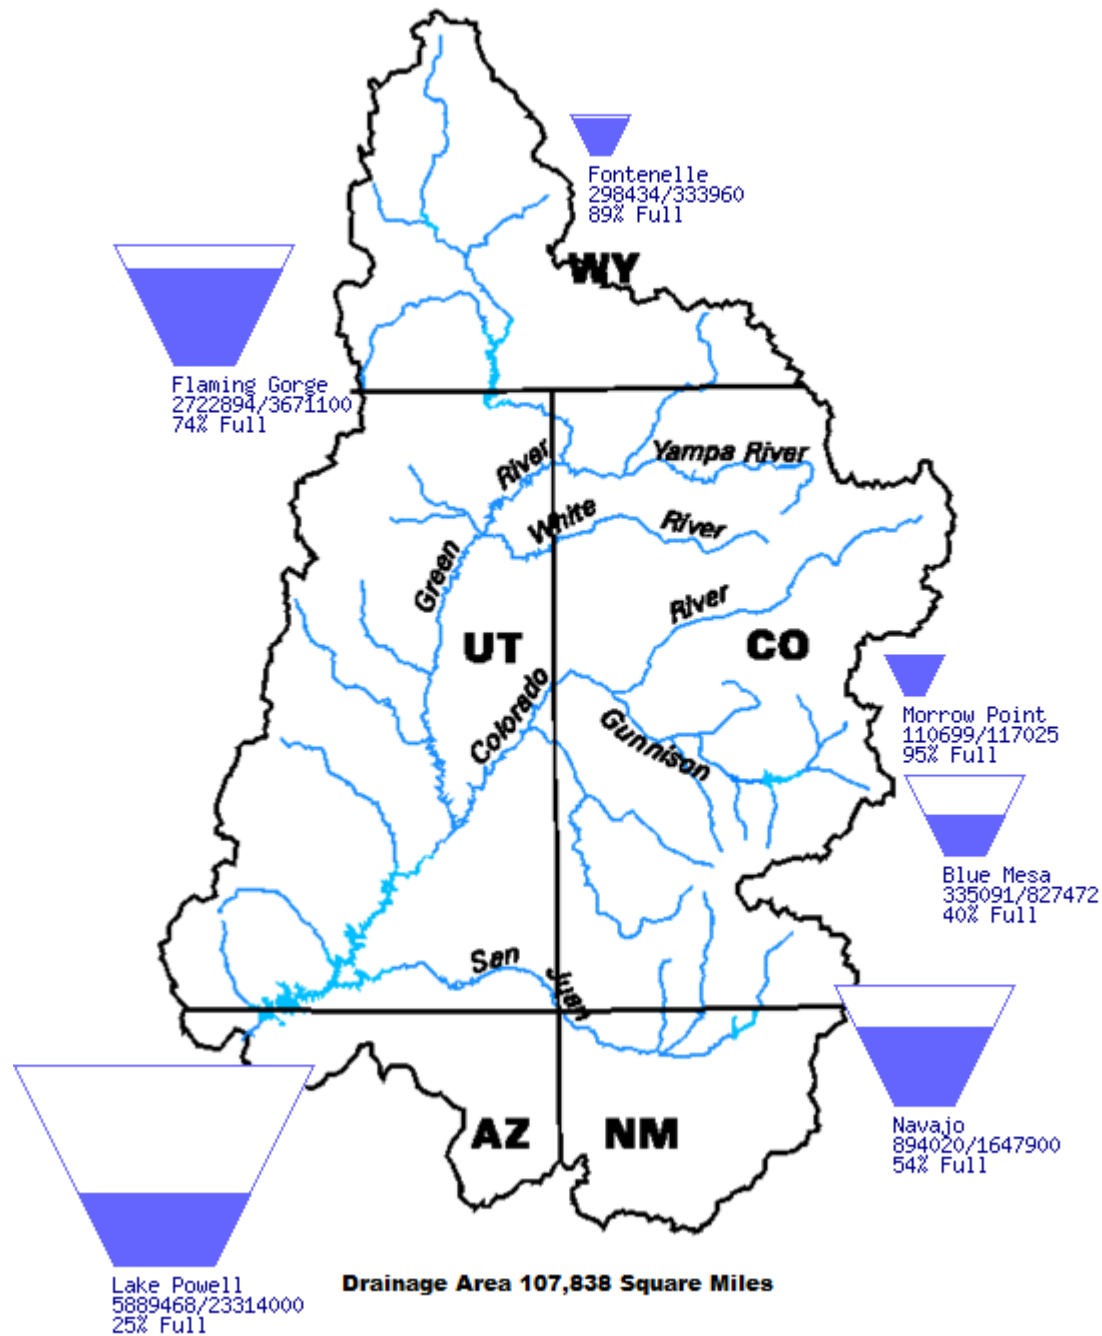 Fontenelle
298434/333960
89% Full
WY
Flaming Gorge
2722894/3671100
74% Full
River
Yampa River
White
River
Green
River
UT
CO
Colorado
Gunnison
Morrow Point
110699/117025
95% Full
Blue Mesa
335091/827472
40% Full
San
Juan
Navajo
894020/1647900
54% Full
AZ
NM
Lake Powell
5889468/23314000
25% Full
Drainage Area 107,838 Square Miles